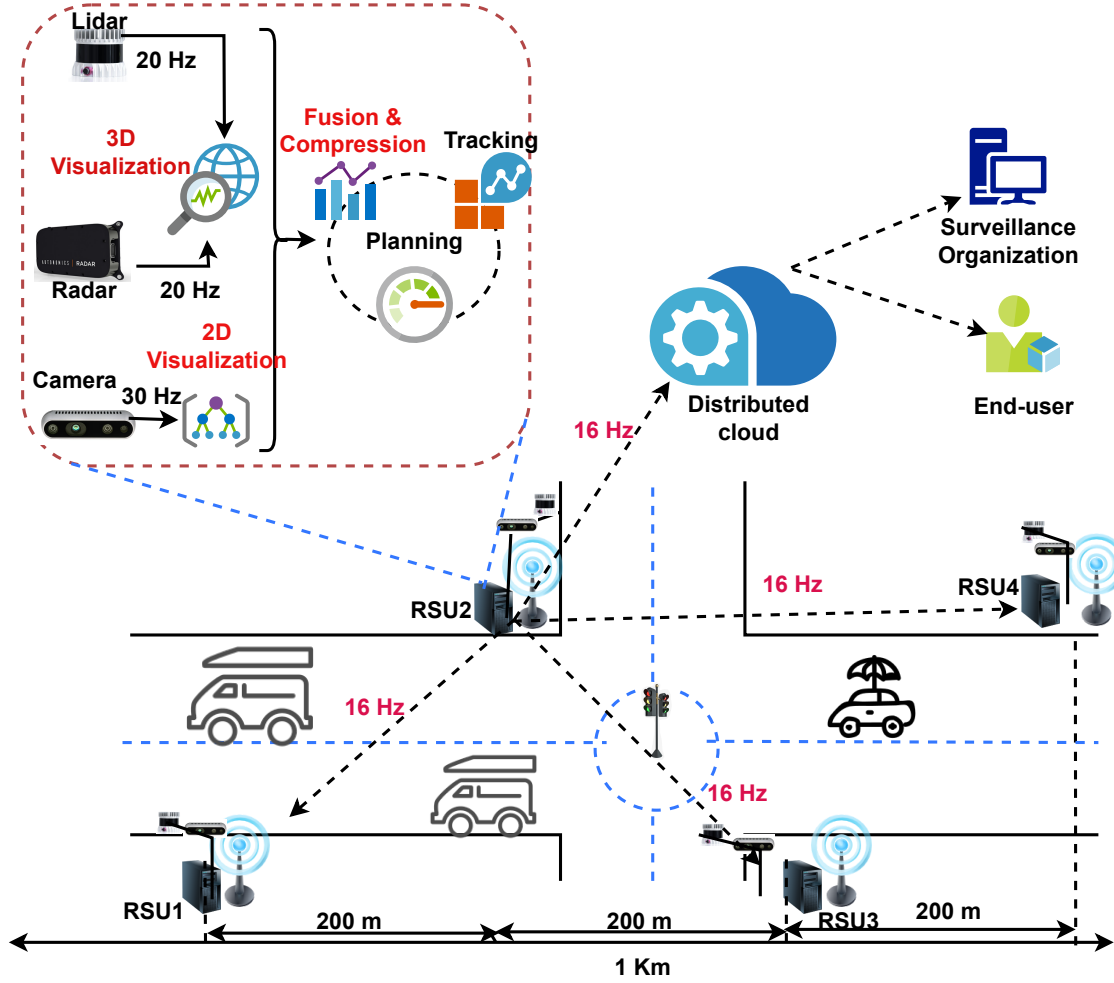 Lidar
20 Hz
3D
Visualization
Fusion &
Compression
Tracking
Planning
RADAR
Radar
20 Hz
2D
Visualization
Camera
30 Hz
Surveillance
Organization
End-user
Distributed
cloud
16 Hz
RSU2
16 Hz
RSU4
16 Hz
16 Hz
RSU1
RSU3
200 m
200 m
200 m
1 Km